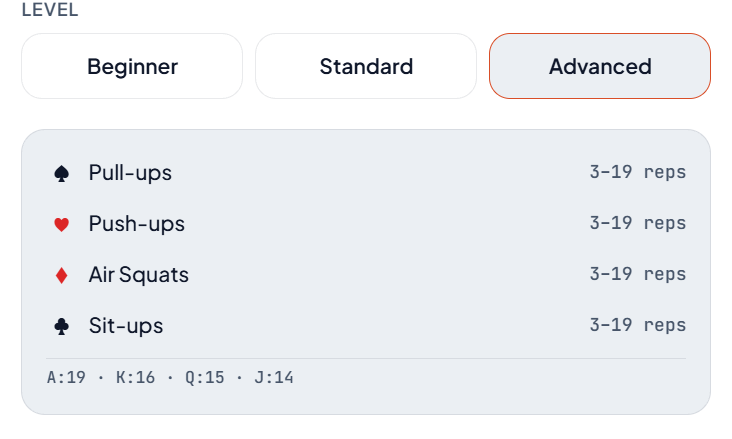 LEVEL
Beginner Standard Advanced
♠ Pull-ups 3–19 reps
♥ Push-ups 3–19 reps
♦ Air Squats 3–19 reps
♣ Sit-ups 3–19 reps
A:19 · K:16 · Q:15 · J:14